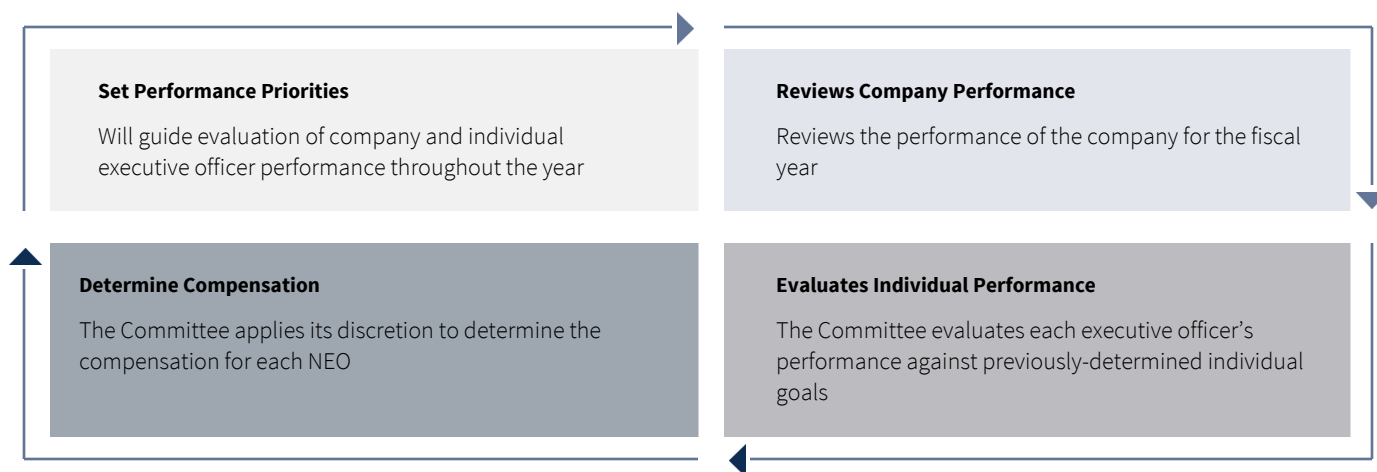 Set Performance Priorities
Will guide evaluation of company and individual
executive officer performance throughout the year
Reviews Company Performance
Reviews the performance of the company for the fiscal
year
Determine Compensation
The Committee applies its discretion to determine the
compensation for each NEO
Evaluates Individual Performance
The Committee evaluates each executive officer’s
performance against previously-determined individual
goals